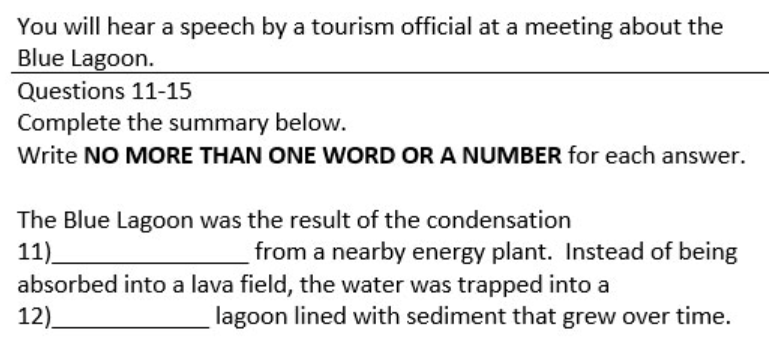 You will hear a speech by a tourism official at a meeting about the
Blue Lagoon.
Questions 11-15
Complete the summary below.
Write NO MORE THAN ONE WORD OR A NUMBER for each answer.
The Blue Lagoon was the result of the condensation
11)________________ from a nearby energy plant.  Instead of being
absorbed into a lava field, the water was trapped into a
12)_____________ lagoon lined with sediment that grew over time.